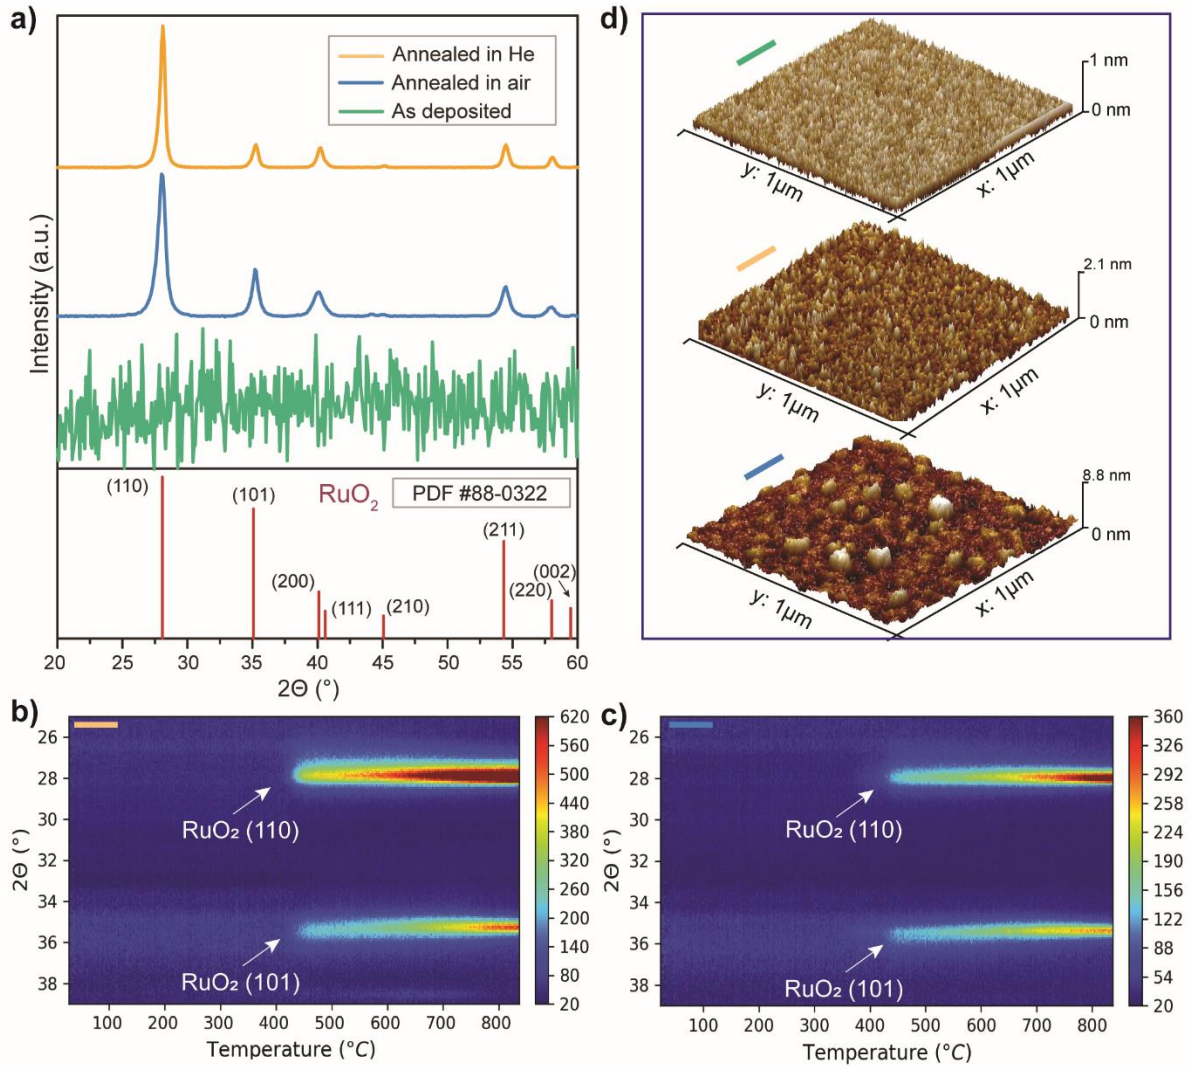 a)
Annealed in He
Annealed in air
As deposited
Intensity (a.u.)
RuO₂
PDF #88-0322
(110)
(101)
(200)
(111)
(210)
(211)
(220)
(002)
20 25 30 35 40 45 50 55 60
2Θ (°)
d)
1 nm
0 nm
y: 1µm
x: 1µm
2.1 nm
0 nm
y: 1µm
x: 1µm
8.8 nm
0 nm
y: 1µm
x: 1µm
b)
26
28
30
32
34
36
38
2Θ (°)
RuO₂ (110)
RuO₂ (101)
100 200 300 400 500 600 700 800
Temperature (°C)
620
560
500
440
380
320
260
200
140
80
20
c)
26
28
30
32
34
36
38
2Θ (°)
RuO₂ (110)
RuO₂ (101)
100 200 300 400 500 600 700 800
Temperature (°C)
360
326
292
258
224
190
156
122
88
54
20